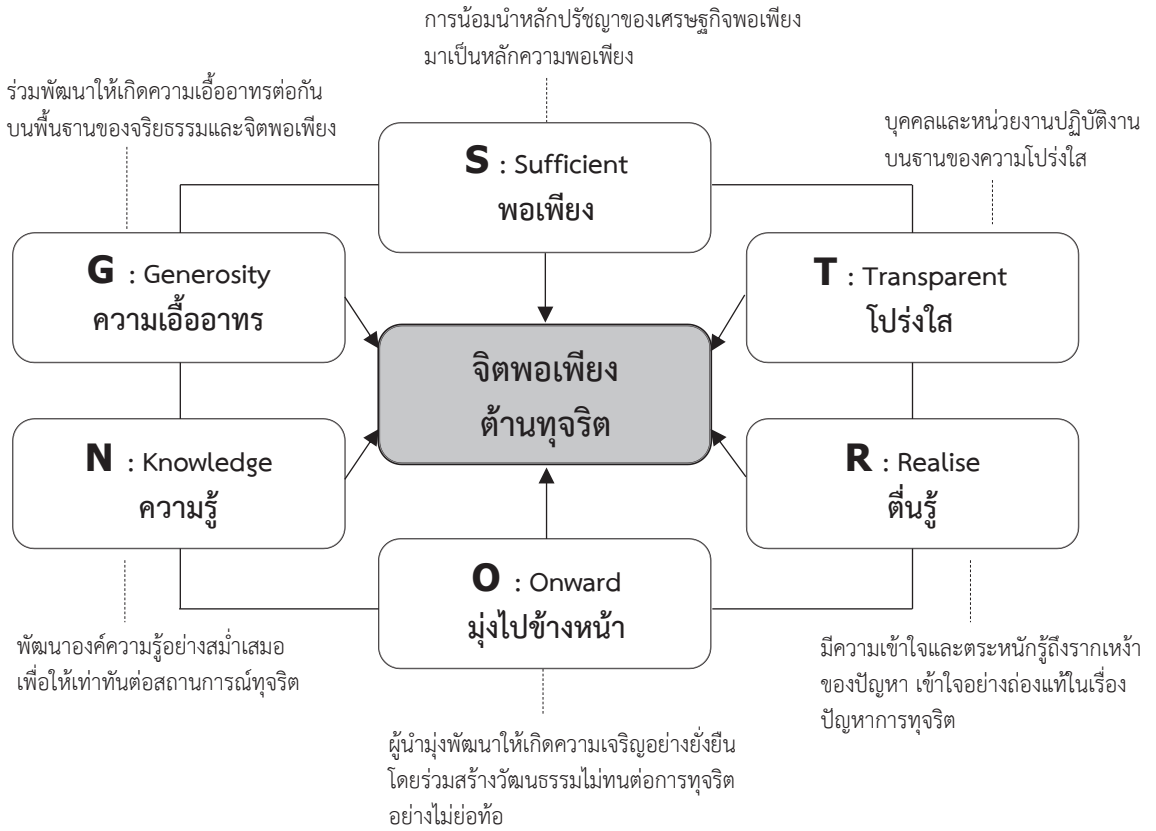 การน้อมนำหลักปรัชญาของเศรษฐกิจพอเพียง
มาเป็นหลักความพอเพียง
ร่วมพัฒนาให้เกิดความเอื้ออาทรต่อกัน
บนพื้นฐานของจริยธรรมและจิตพอเพียง
บุคคลและหน่วยงานปฏิบัติงาน
บนฐานของความโปร่งใส
S : Sufficient
พอเพียง
G : Generosity
ความเอื้ออาทร
T : Transparent
โปร่งใส
จิตพอเพียง
ต้านทุจริต
N : Knowledge
ความรู้
R : Realise
ตื่นรู้
O : Onward
มุ่งไปข้างหน้า
พัฒนาองค์ความรู้อย่างสม่ำเสมอ
เพื่อให้เท่าทันต่อสถานการณ์ทุจริต
มีความเข้าใจและตระหนักรู้ถึงรากเหง้า
ของปัญหา เข้าใจอย่างถ่องแท้ในเรื่อง
ปัญหาการทุจริต
ผู้นำมุ่งพัฒนาให้เกิดความเจริญอย่างยั่งยืน
โดยร่วมสร้างวัฒนธรรมไม่ทนต่อการทุจริต
อย่างไม่ย่อท้อ